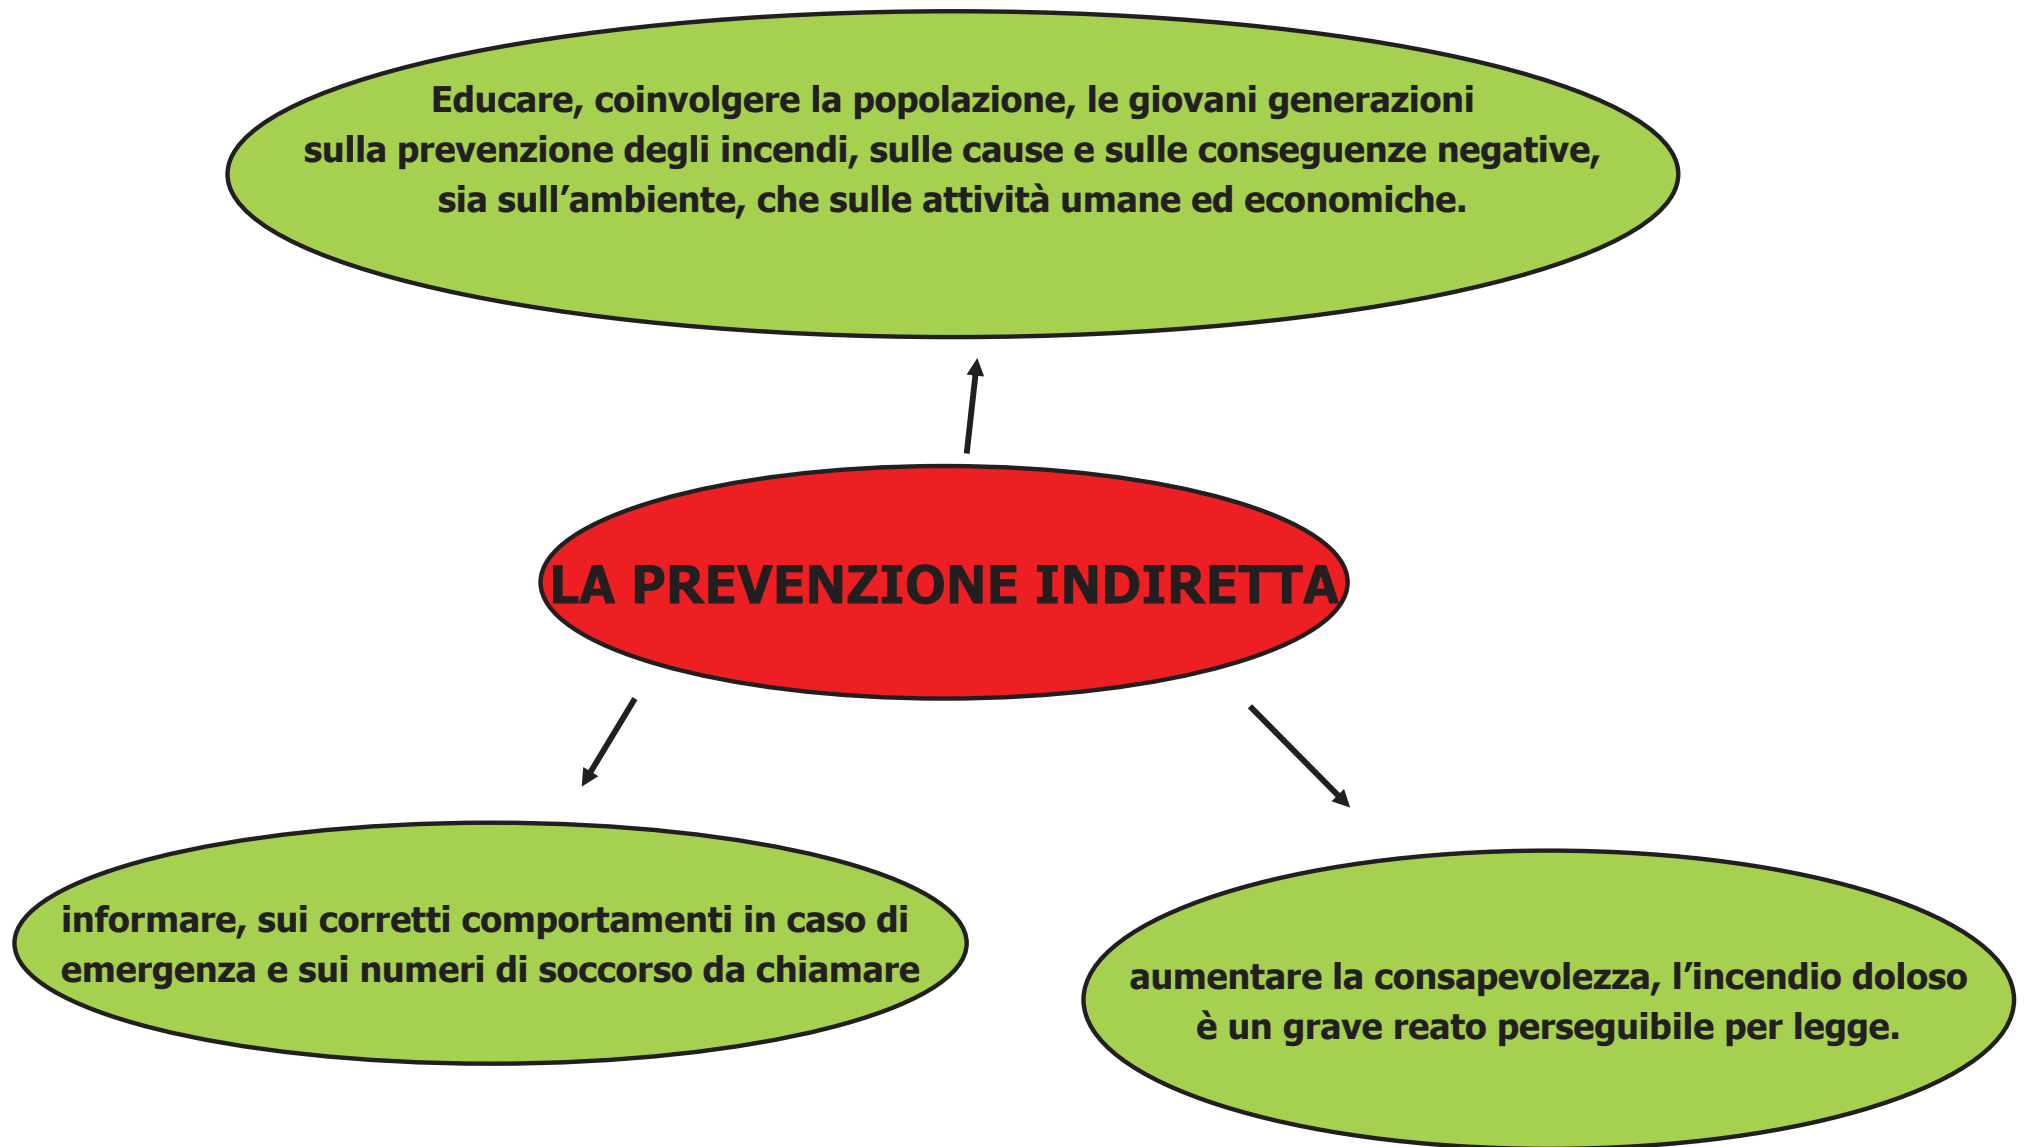 Educare, coinvolgere la popolazione, le giovani generazioni
sulla prevenzione degli incendi, sulle cause e sulle conseguenze negative,
sia sull’ambiente, che sulle attività umane ed economiche.
LA PREVENZIONE INDIRETTA
informare, sui corretti comportamenti in caso di
emergenza e sui numeri di soccorso da chiamare
aumentare la consapevolezza, l’incendio doloso
è un grave reato perseguibile per legge.